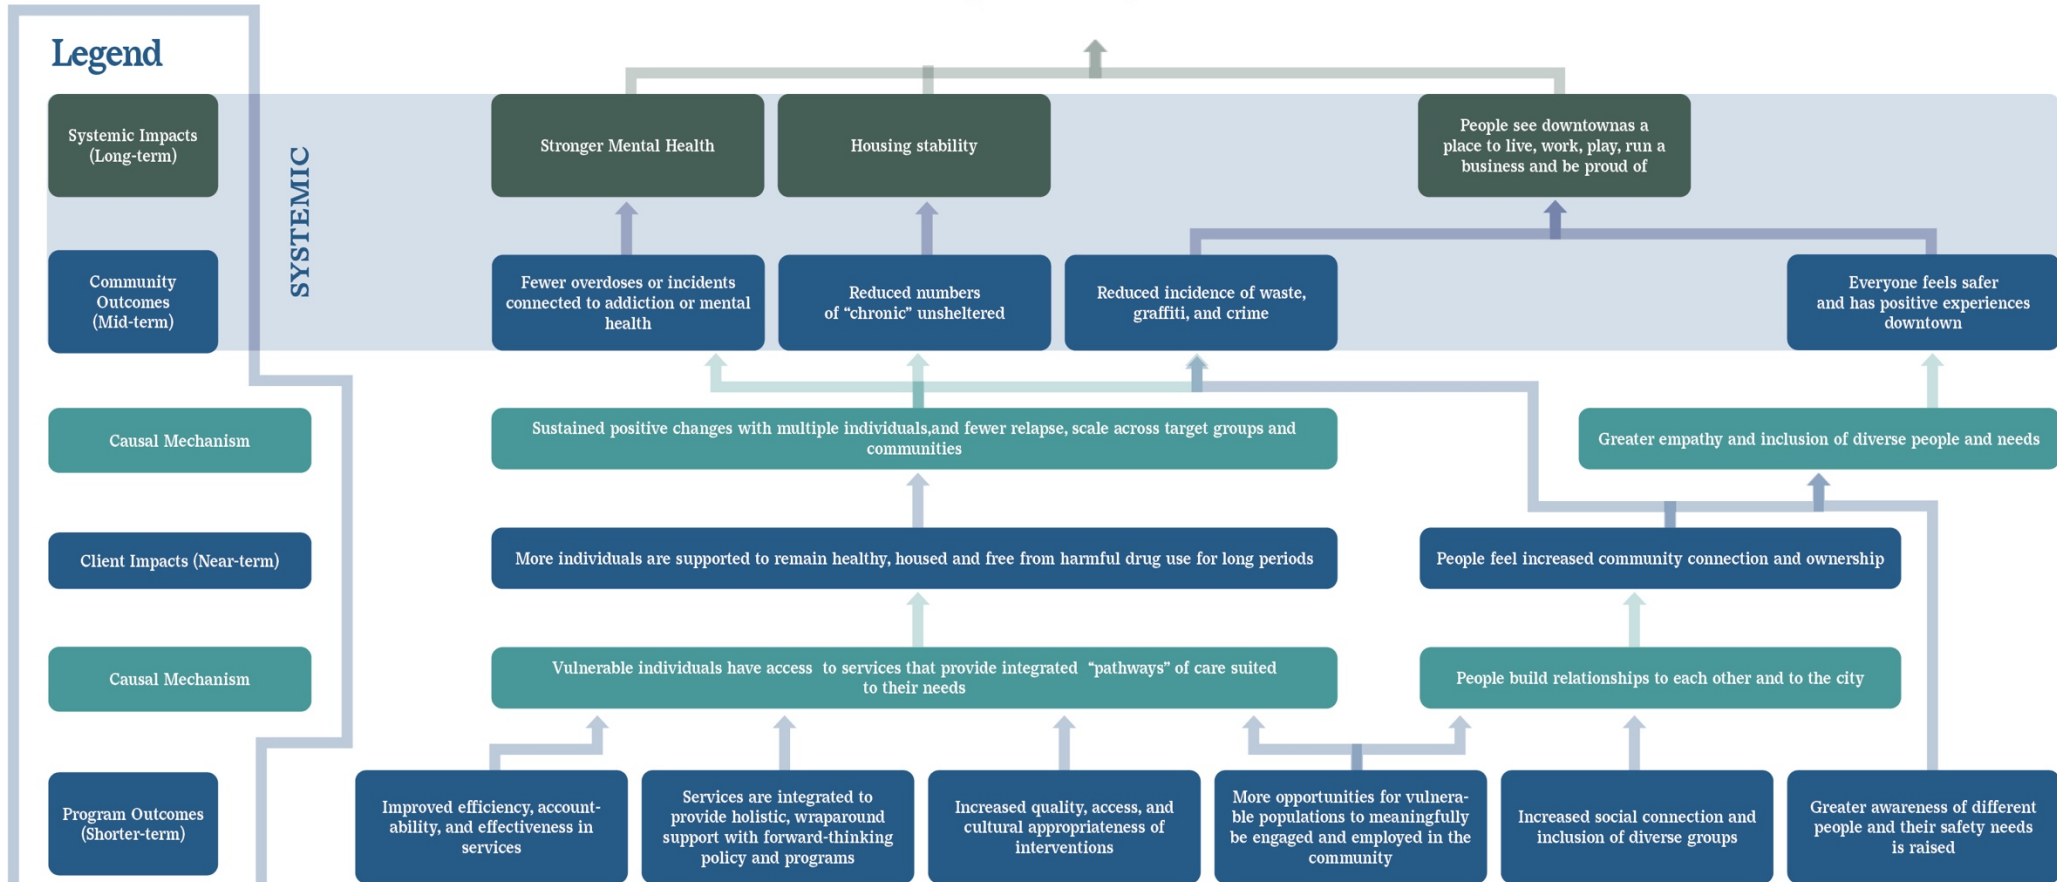 Legend
SYSTEMIC
Systemic Impacts
(Long-term)
Stronger Mental Health
Housing stability
People see downtownas a
place to live, work, play, run a
business and be proud of
Community
Outcomes
(Mid-term)
Fewer overdoses or incidents
connected to addiction or mental
health
Reduced numbers
of “chronic” unsheltered
Reduced incidence of waste,
graffiti, and crime
Everyone feels safer
and has positive experiences
downtown
Causal Mechanism
Sustained positive changes with multiple individuals,and fewer relapse, scale across target groups and
communities
Greater empathy and inclusion of diverse people and needs
Client Impacts (Near-term)
More individuals are supported to remain healthy, housed and free from harmful drug use for long periods
People feel increased community connection and ownership
Causal Mechanism
Vulnerable individuals have access to services that provide integrated “pathways” of care suited
to their needs
People build relationships to each other and to the city
Program Outcomes
(Shorter-term)
Improved efficiency, account-
ability, and effectiveness in
services
Services are integrated to
provide holistic, wraparound
support with forward-thinking
policy and programs
Increased quality, access, and
cultural appropriateness of
interventions
More opportunities for vulnera-
ble populations to meaningfully
be engaged and employed in the
community
Increased social connection and
inclusion of diverse groups
Greater awareness of different
people and their safety needs
is raised